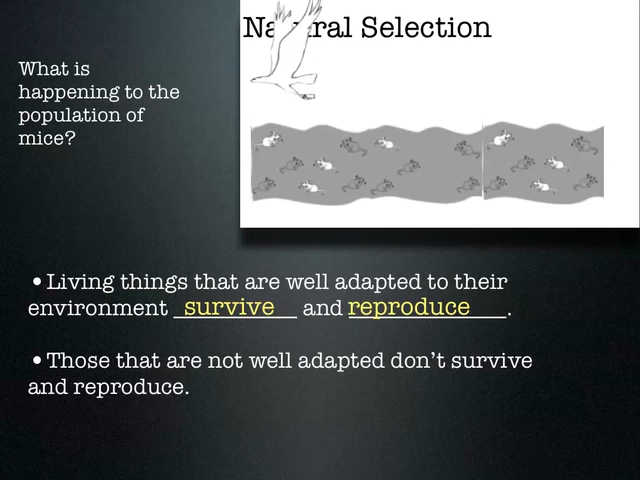 Natural Selection
What is
happening to the
population of
mice?
•Living things that are well adapted to their
environment survive and reproduce.
•Those that are not well adapted don't survive
and reproduce.